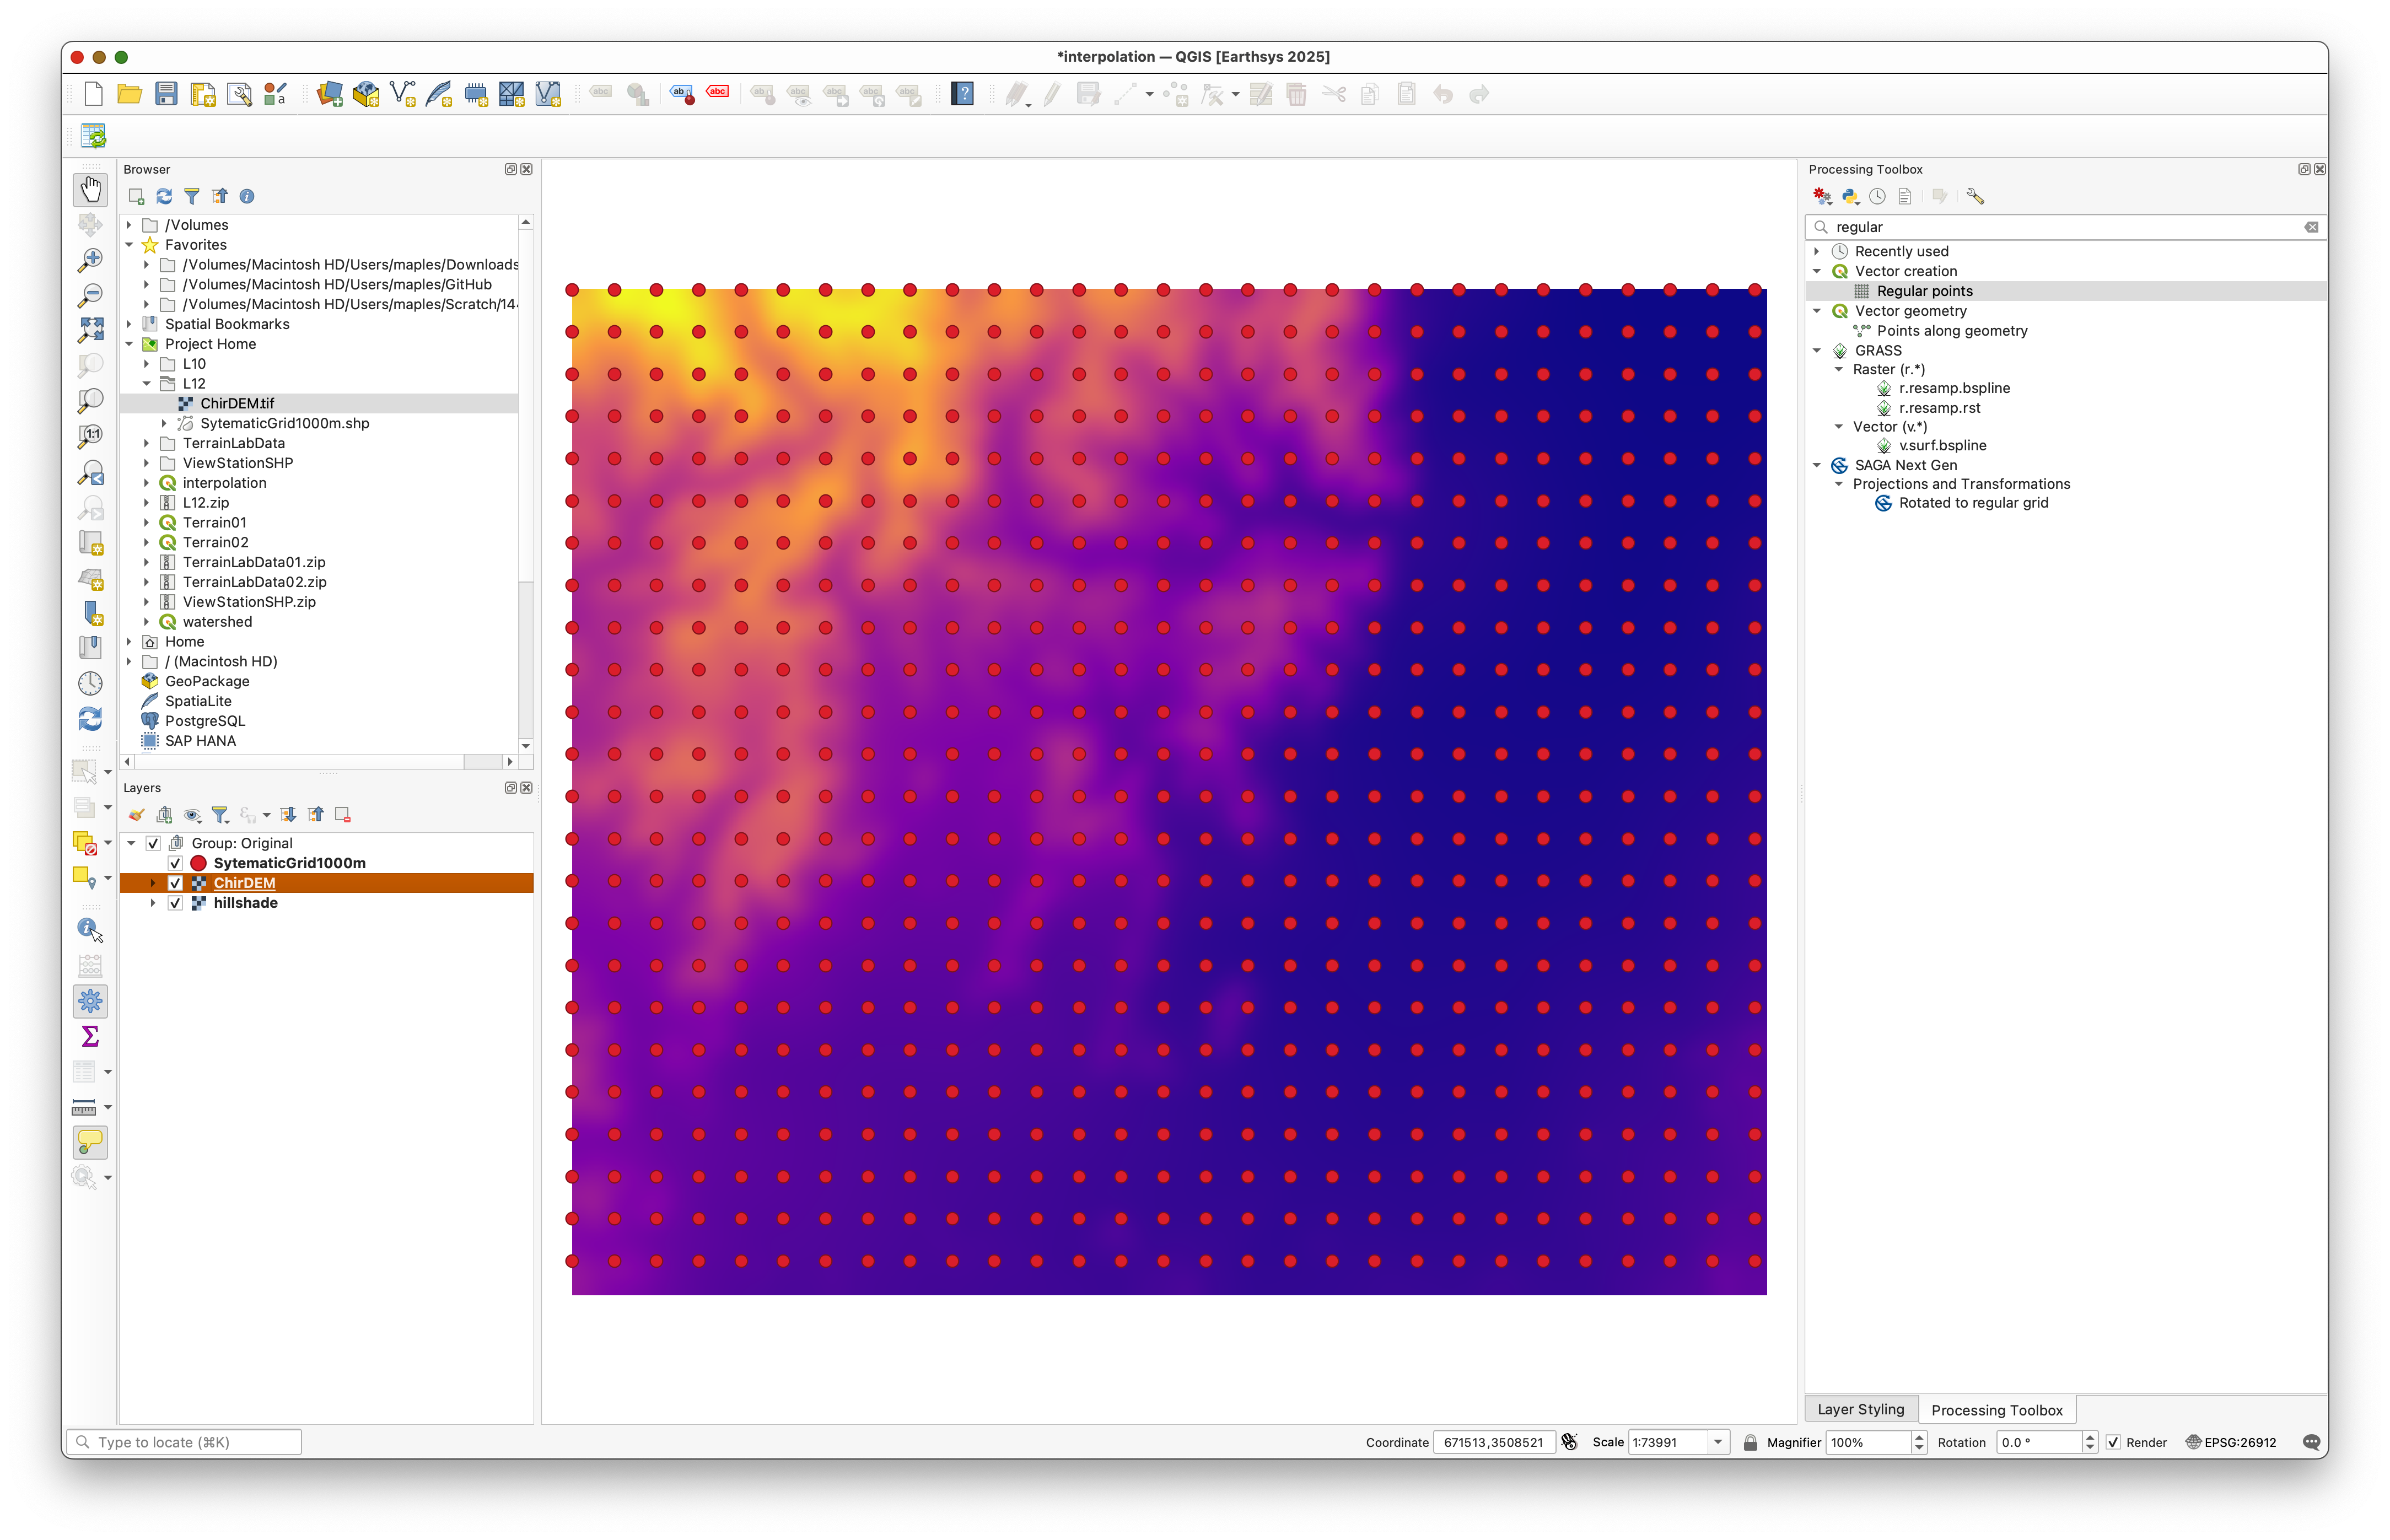 *interpolation — QGIS [Earthsys 2025]
Browser
/Volumes
Favorites
/Volumes/Macintosh HD/Users/maples/Downloads
/Volumes/Macintosh HD/Users/maples/GitHub
/Volumes/Macintosh HD/Users/maples/Scratch/14
Spatial Bookmarks
Project Home
L10
L12
ChirDEM.tif
SytematicGrid1000m.shp
TerrainLabData
ViewStationSHP
interpolation
L12.zip
Terrain01
Terrain02
TerrainLabData01.zip
TerrainLabData02.zip
ViewStationSHP.zip
watershed
Home
/ (Macintosh HD)
GeoPackage
SpatiaLite
PostgreSQL
SAP HANA
Layers
Group: Original
SytematicGrid1000m
ChirDEM
hillshade
Processing Toolbox
regular
Recently used
Vector creation
Regular points
Vector geometry
Points along geometry
GRASS
Raster (r.*)
r.resamp.bspline
r.resamp.rst
Vector (v.*)
v.surf.bspline
SAGA Next Gen
Projections and Transformations
Rotated to regular grid
Layer Styling
Processing Toolbox
Type to locate (⌘K)
Coordinate 671513,3508521 Scale 1:73991 Magnifier 100% Rotation 0.0 ° Render EPSG:26912